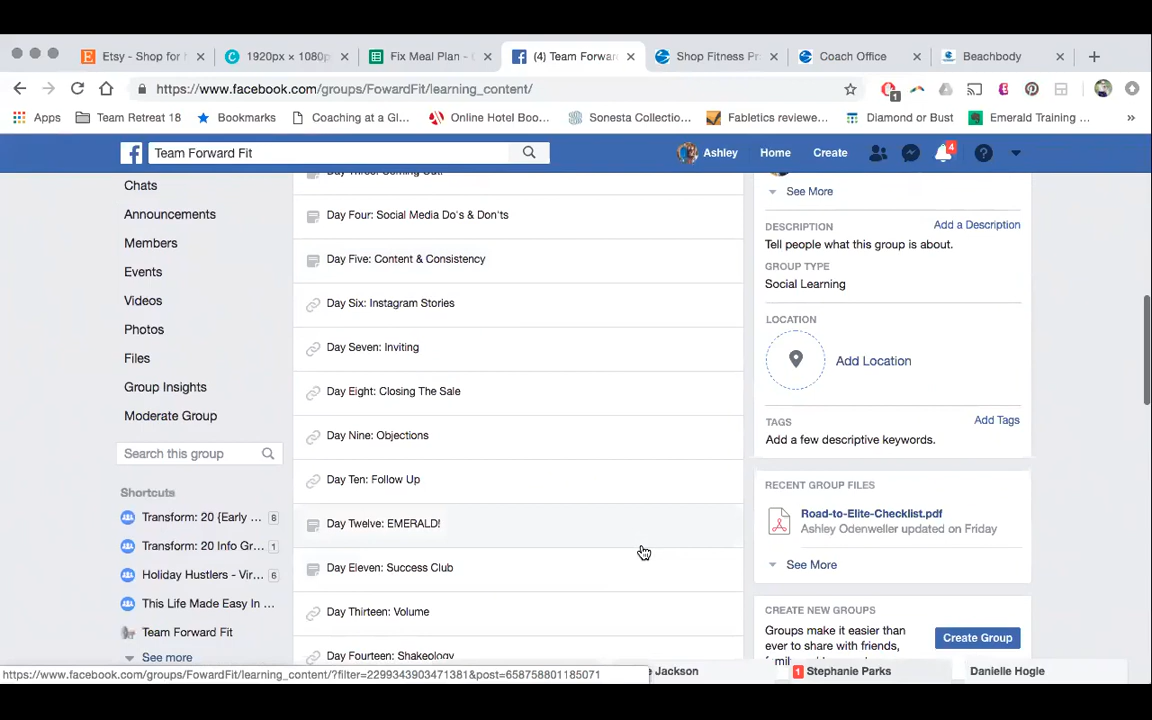 Etsy - Shop for h
1920px × 1080p
Fix Meal Plan - G
(4) Team Forwar
Shop Fitness Pr
Coach Office
Beachbody
https://www.facebook.com/groups/FowardFit/learning_content/
1
Apps
Team Retreat 18
Bookmarks
Coaching at a Gl...
Online Hotel Boo...
Sonesta Collectio...
Fabletics reviewe...
Diamond or Bust
Emerald Training ...
Team Forward Fit
Ashley
Home
Create
4
Chats
Announcements
Members
Events
Videos
Photos
Files
Group Insights
Moderate Group
Search this group
Shortcuts
Transform: 20 {Early ... 8
Transform: 20 Info Gr... 1
Holiday Hustlers - Vir... 6
This Life Made Easy In ...
Team Forward Fit
See more
Day Three: Coming Out!
Day Four: Social Media Do's & Don'ts
Day Five: Content & Consistency
Day Six: Instagram Stories
Day Seven: Inviting
Day Eight: Closing The Sale
Day Nine: Objections
Day Ten: Follow Up
Day Twelve: EMERALD!
Day Eleven: Success Club
Day Thirteen: Volume
Day Fourteen: Shakeology
See More
DESCRIPTION
Add a Description
Tell people what this group is about.
GROUP TYPE
Social Learning
LOCATION
Add Location
TAGS
Add Tags
Add a few descriptive keywords.
RECENT GROUP FILES
Road-to-Elite-Checklist.pdf
Ashley Odenweller updated on Friday
See More
CREATE NEW GROUPS
Groups make it easier than
ever to share with friends,
Create Group
https://www.facebook.com/groups/FowardFit/learning_content/?filter=2299343903471381&post=658758801185071
Jackson
1
Stephanie Parks
Danielle Hogle